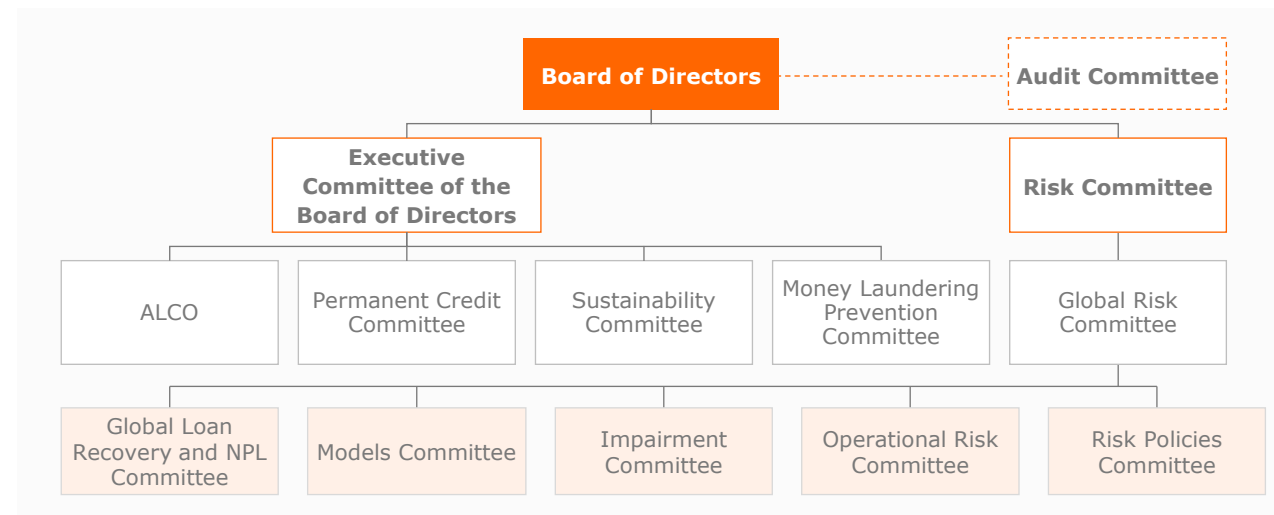 Board of Directors
Audit Committee
Executive
Committee of the
Board of Directors
Risk Committee
ALCO
Permanent Credit
Committee
Sustainability
Committee
Money Laundering
Prevention
Committee
Global Risk
Committee
Global Loan
Recovery and NPL
Committee
Models Committee
Impairment
Committee
Operational Risk
Committee
Risk Policies
Committee